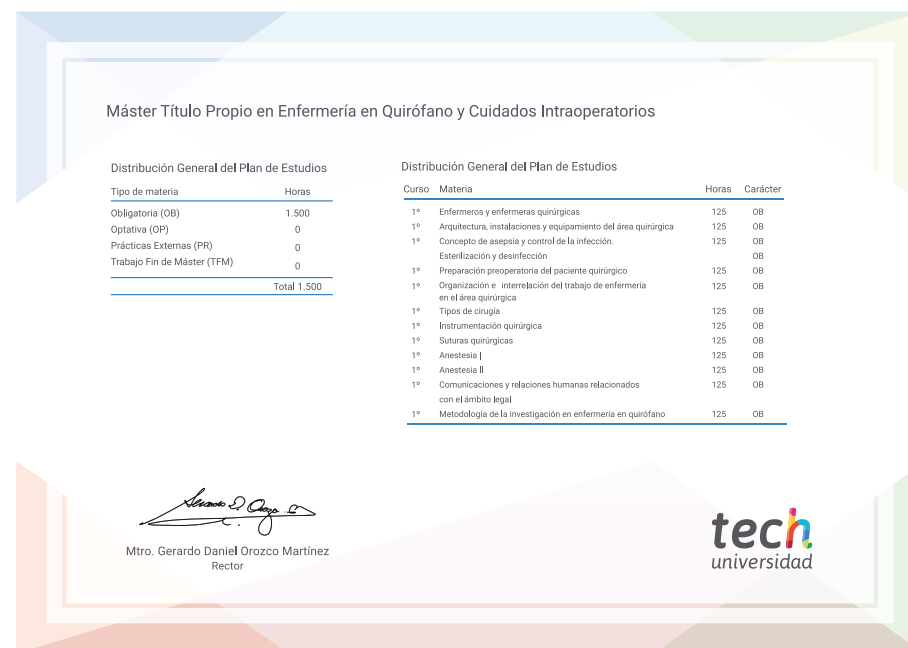 Máster Título Propio en Enfermería en Quirófano y Cuidados Intraoperatorios
Distribución General del Plan de Estudios
Tipo de materia Horas
Obligatoria (OB) 1.500
Optativa (OP) 0
Prácticas Externas (PR) 0
Trabajo Fin de Máster (TFM) 0
Total 1.500
Distribución General del Plan de Estudios
Curso Materia Horas Carácter
1º Enfermeros y enfermeras quirúrgicas 125 OB
1º Arquitectura, instalaciones y equipamiento del área quirúrgica 125 OB
1º Concepto de asepsia y control de la infección. 125 OB
Esterilización y desinfección OB
1º Preparación preoperatoria del paciente quirúrgico 125 OB
1º Organización e interrelación del trabajo de enfermería 125 OB
en el área quirúrgica
1º Tipos de cirugía 125 OB
1º Instrumentación quirúrgica 125 OB
1º Suturas quirúrgicas 125 OB
1º Anestesia I 125 OB
1º Anestesia II 125 OB
1º Comunicaciones y relaciones humanas relacionados 125 OB
con el ámbito legal
1º Metodología de la investigación en enfermería en quirófano 125 OB
Mtro. Gerardo Daniel Orozco Martínez
Rector
tech
universidad